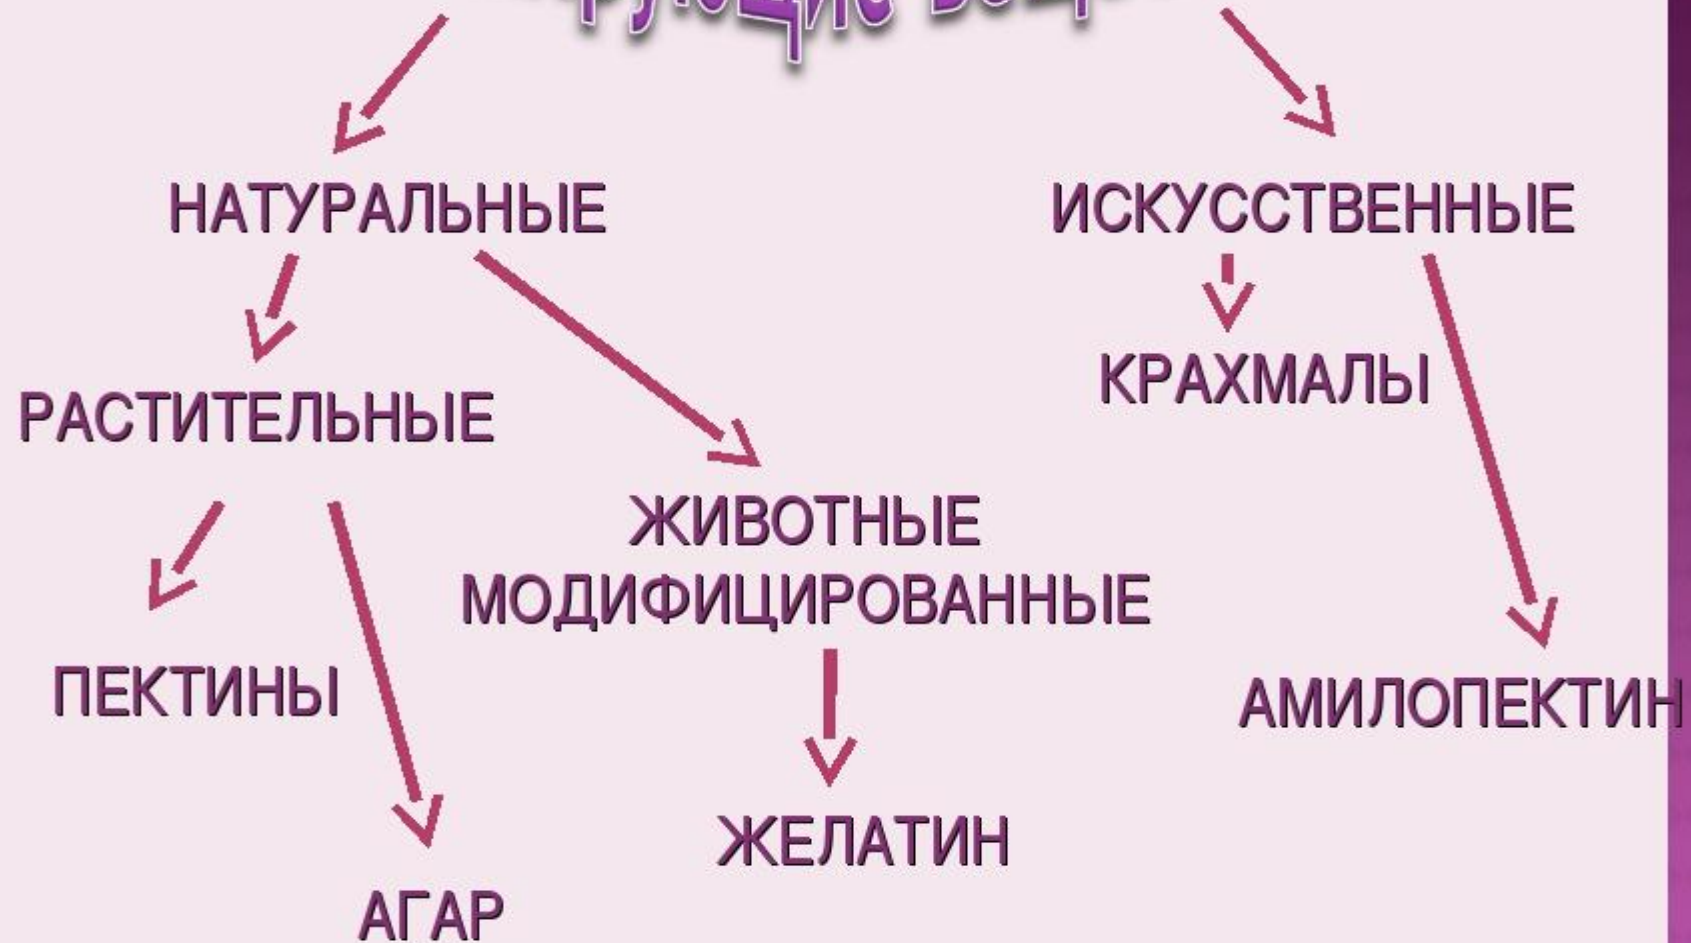 НАТУРАЛЬНЫЕ
ИСКУССТВЕННЫЕ
КРАХМАЛЫ
РАСТИТЕЛЬНЫЕ
ЖИВОТНЫЕ
МОДИФИЦИРОВАННЫЕ
ПЕКТИНЫ
АМИЛОПЕКТИН
ЖЕЛАТИН
АГАР